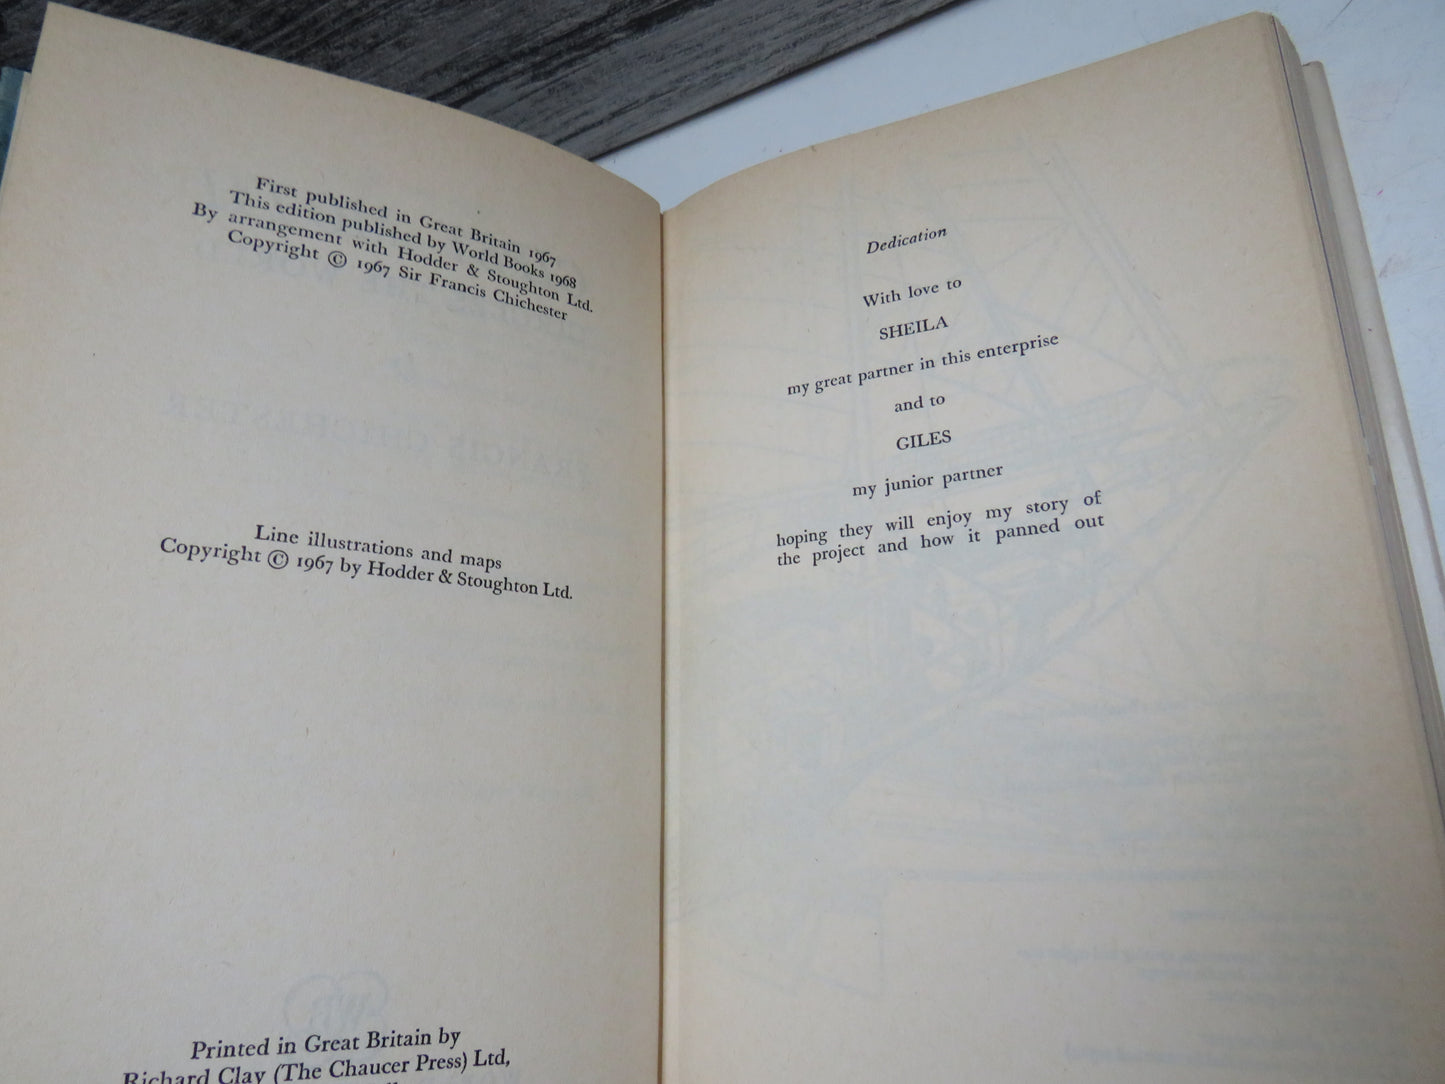 First published in Great Britain 1967
This edition published by World Books 1968
By arrangement with Hodder & Stoughton Ltd.
Copyright © 1967 Sir Francis Chichester
Line illustrations and maps
Copyright © 1967 by Hodder & Stoughton Ltd.
Printed in Great Britain by
Richard Clay (The Chaucer Press) Ltd,
Dedication
With love to
SHEILA
my great partner in this enterprise
and to
GILES
my junior partner
hoping they will enjoy my story of
the project and how it panned out